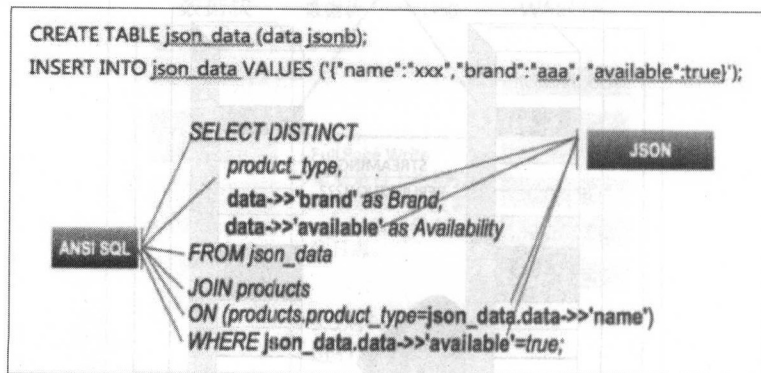 CREATE TABLE json_data (data jsonb);
INSERT INTO json_data VALUES ('{"name":"xxx","brand":"aaa", "available":true}');
SELECT DISTINCT
product_type,
data->>'brand' as Brand,
data->>'available' as Availability
FROM json_data
JOIN products
ON (products.product_type=json_data.data->>'name')
WHERE json_data.data->>'available'=true;
ANSI SQL
JSON